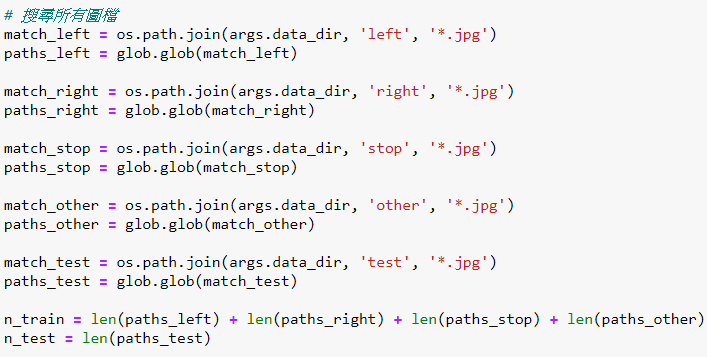 # 搜尋所有圖檔
match_left = os.path.join(args.data_dir, 'left', '*.jpg')
paths_left = glob.glob(match_left)
match_right = os.path.join(args.data_dir, 'right', '*.jpg')
paths_right = glob.glob(match_right)
match_stop = os.path.join(args.data_dir, 'stop', '*.jpg')
paths_stop = glob.glob(match_stop)
match_other = os.path.join(args.data_dir, 'other', '*.jpg')
paths_other = glob.glob(match_other)
match_test = os.path.join(args.data_dir, 'test', '*.jpg')
paths_test = glob.glob(match_test)
n_train = len(paths_left) + len(paths_right) + len(paths_stop) + len(paths_other)
n_test = len(paths_test)